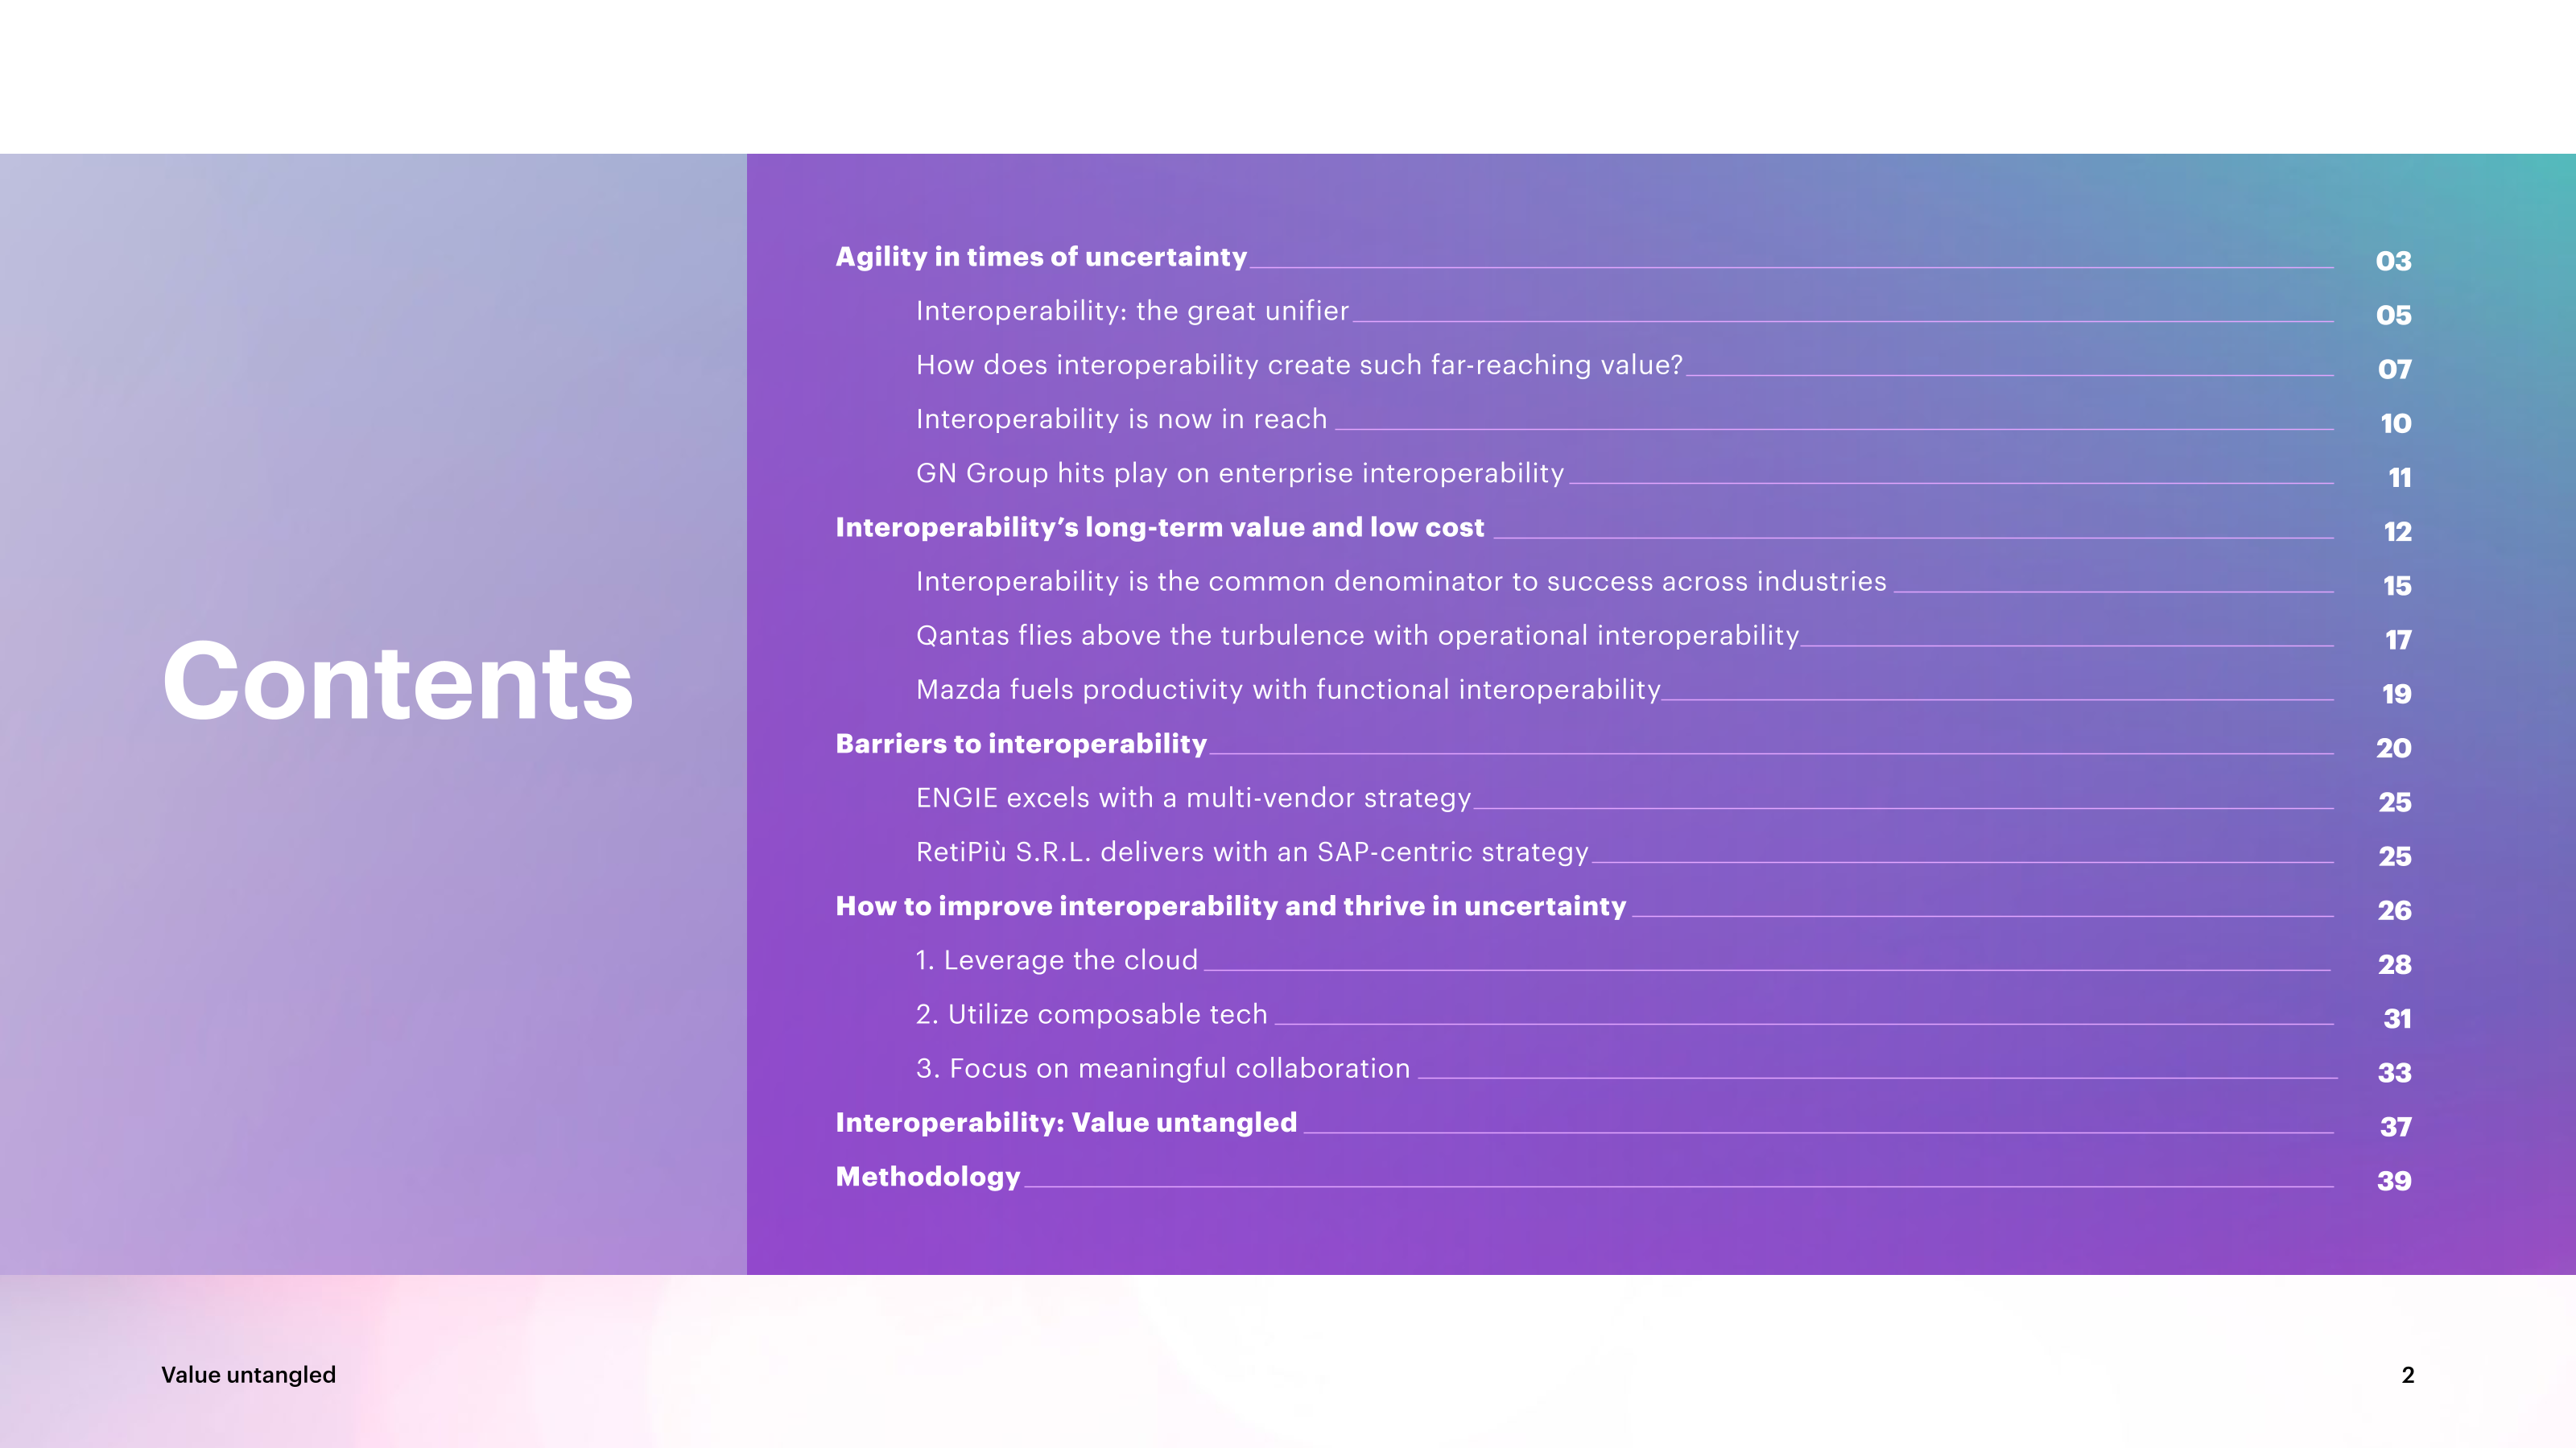 Contents
Agility in times of uncertainty 03
Interoperability: the great unifier 05
How does interoperability create such far-reaching value? 07
Interoperability is now in reach 10
GN Group hits play on enterprise interoperability 11
Interoperability’s long-term value and low cost 12
Interoperability is the common denominator to success across industries 15
Qantas flies above the turbulence with operational interoperability 17
Mazda fuels productivity with functional interoperability 19
Barriers to interoperability 20
ENGIE excels with a multi-vendor strategy 25
RetiPiù S.R.L. delivers with an SAP-centric strategy 25
How to improve interoperability and thrive in uncertainty 26
1. Leverage the cloud 28
2. Utilize composable tech 31
3. Focus on meaningful collaboration 33
Interoperability: Value untangled 37
Methodology 39
Value untangled 2